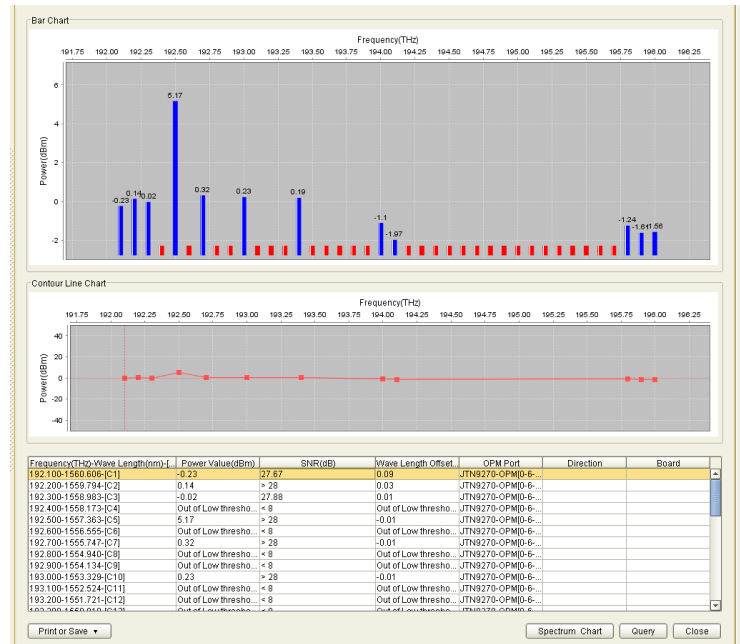 Bar Chart
Frequency(THz)
191.75 192.00 192.25 192.50 192.75 193.00 193.25 193.50 193.75 194.00 194.25 194.50 194.75 195.00 195.25 195.50 195.75 196.00 196.25
Power(dBm)
6
4
2
0
-2
-0.23 0.14 -0.02 5.17 0.32 0.23 0.19 -1.1 -1.97 -1.24 -1.61 -1.56
Contour Line Chart
Frequency(THz)
191.75 192.00 192.25 192.50 192.75 193.00 193.25 193.50 193.75 194.00 194.25 194.50 194.75 195.00 195.25 195.50 195.75 196.00 196.25
Power(dBm)
40
20
0
-20
-40
Frequency(THz)-Wave Length(nm)-[... Power Value(dBm) SNR(dB) Wave Length Offset... OPM Port Direction Board
192.100-1560.606-[C1] -0.23 27.67 0.09 JTN9270-OPM[0-6-...
192.200-1559.794-[C2] 0.14 > 28 0.03 JTN9270-OPM[0-6-...
192.300-1558.983-[C3] -0.02 27.88 0.01 JTN9270-OPM[0-6-...
192.400-1558.173-[C4] Out of Low thresho... < 8 Out of Low thresho... JTN9270-OPM[0-6-...
192.500-1557.363-[C5] 5.17 > 28 -0.01 JTN9270-OPM[0-6-...
192.600-1556.555-[C6] Out of Low thresho... < 8 Out of Low thresho... JTN9270-OPM[0-6-...
192.700-1555.747-[C7] 0.32 > 28 -0.01 JTN9270-OPM[0-6-...
192.800-1554.940-[C8] Out of Low thresho... < 8 Out of Low thresho... JTN9270-OPM[0-6-...
192.900-1554.134-[C9] Out of Low thresho... < 8 Out of Low thresho... JTN9270-OPM[0-6-...
193.000-1553.329-[C10] 0.23 > 28 -0.01 JTN9270-OPM[0-6-...
193.100-1552.524-[C11] Out of Low thresho... < 8 Out of Low thresho... JTN9270-OPM[0-6-...
193.200-1551.721-[C12] Out of Low thresho... < 8 Out of Low thresho... JTN9270-OPM[0-6-...
Print or Save Spectrum Chart Query Close